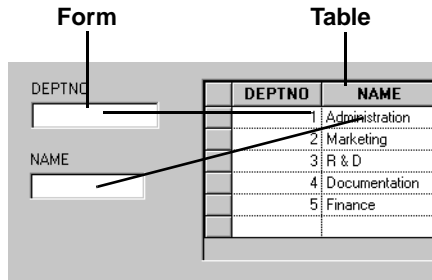 Form Table
DEPTNO
DEPTNO NAME
1 Administration
2 Marketing
NAME
3 R & D
4 Documentation
5 Finance